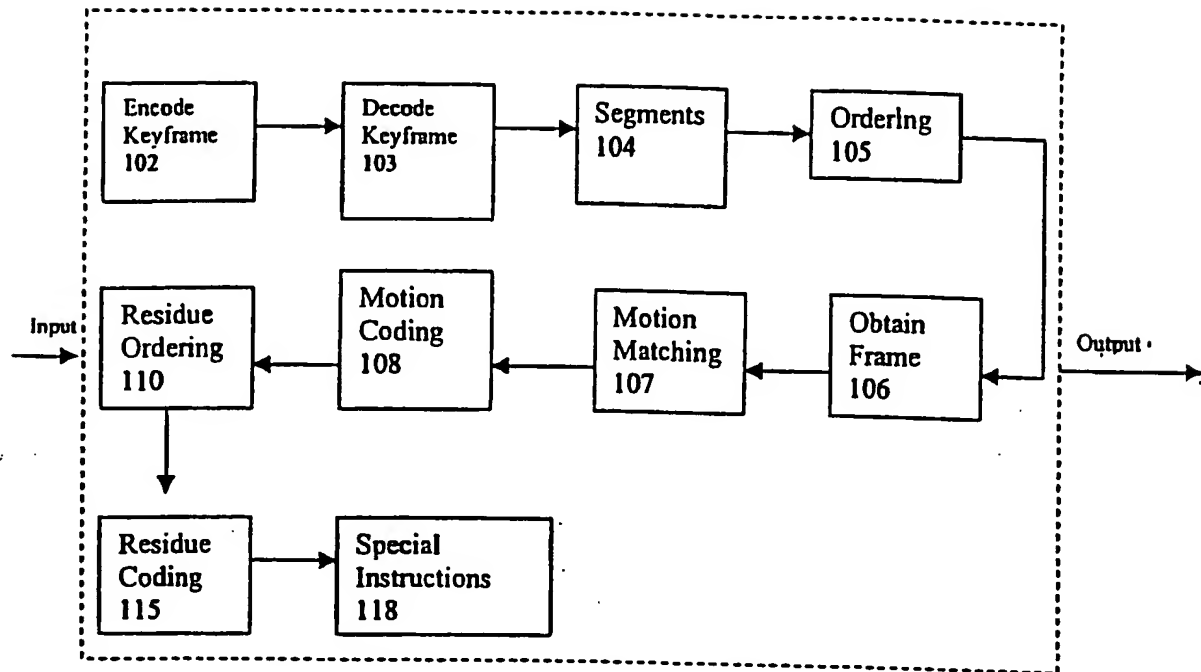 Encode
Keyframe
102
Decode
Keyframe
103
Segments
104
Ordering
105
Input
Residue
Ordering
110
Motion
Coding
108
Motion
Matching
107
Obtain
Frame
106
Output
Residue
Coding
115
Special
Instructions
118